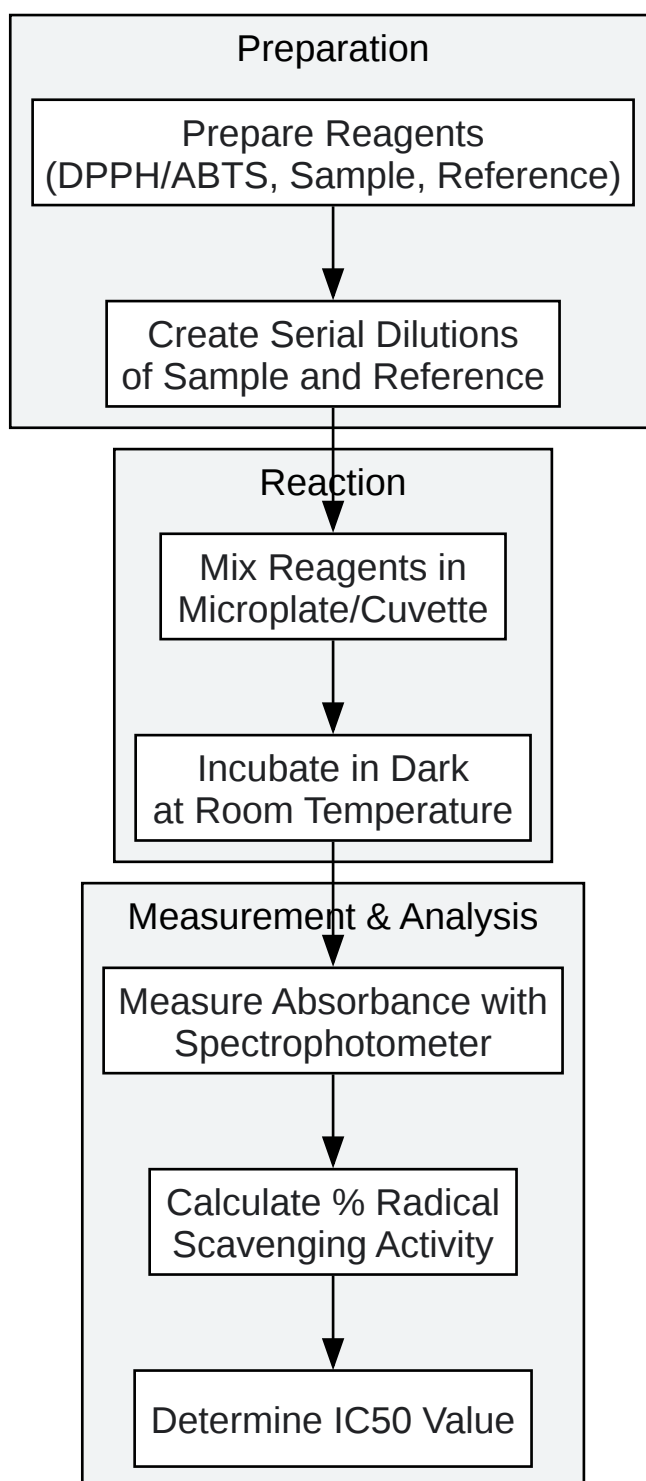 Preparation
Prepare Reagents
(DPPH/ABTS, Sample, Reference)
Create Serial Dilutions
of Sample and Reference
Reaction
Mix Reagents in
Microplate/Cuvette
Incubate in Dark
at Room Temperature
Measurement & Analysis
Measure Absorbance with
Spectrophotometer
Calculate % Radical
Scavenging Activity
Determine IC50 Value